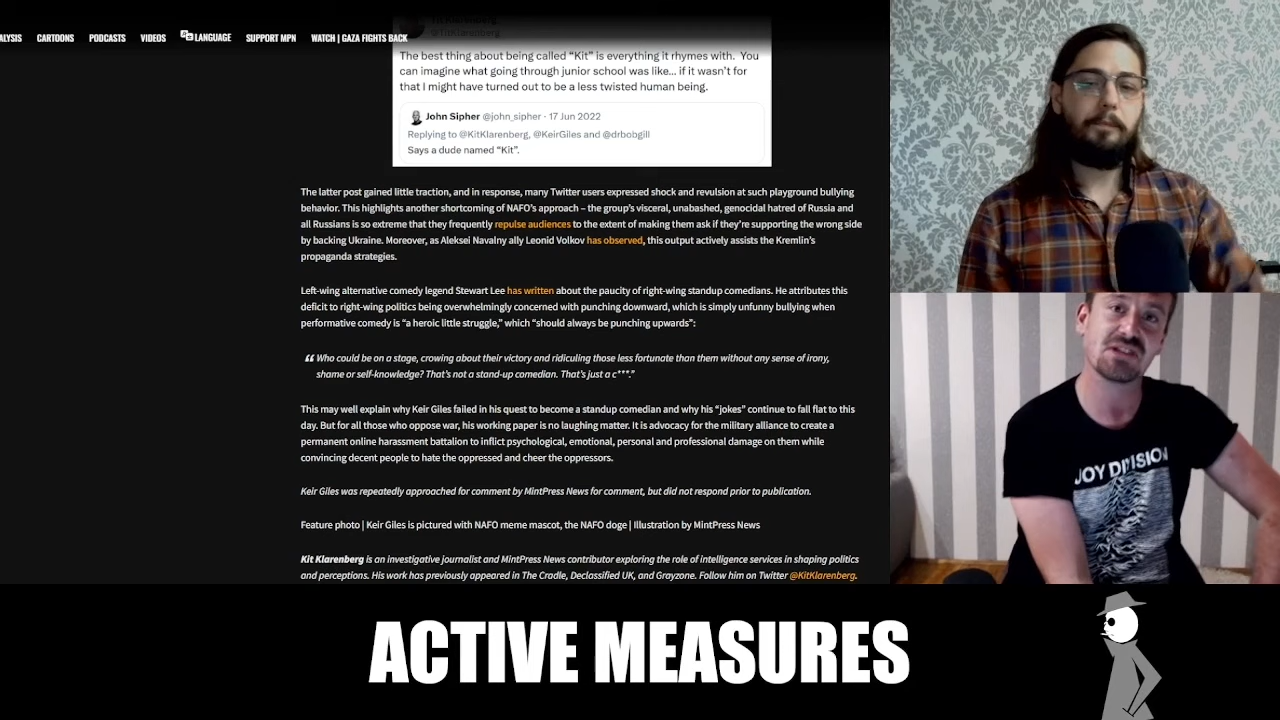 ALYSIS CARTOONS PODCASTS VIDEOS LANGUAGE SUPPORT MPN WATCH | GAZA FIGHTS BACK
Kit Klarenberg
@KitKlarenberg
The best thing about being called “Kit” is everything it rhymes with. You
can imagine what going through junior school was like... if it wasn’t for
that I might have turned out to be a less twisted human being.
John Sipher @john_sipher · 17 Jun 2022
Replying to @KitKlarenberg, @KeirGiles and @drbobgill
Says a dude named “Kit”.
The latter post gained little traction, and in response, many Twitter users expressed shock and revulsion at such playground bullying
behavior. This highlights another shortcoming of NAFO’s approach – the group’s visceral, unabashed, genocidal hatred of Russia and
all Russians is so extreme that they frequently repulse audiences to the extent of making them ask if they’re supporting the wrong side
by backing Ukraine. Moreover, as Aleksei Navalny ally Leonid Volkov has observed, this output actively assists the Kremlin’s
propaganda strategies.
Left-wing alternative comedy legend Stewart Lee has written about the paucity of right-wing standup comedians. He attributes this
deficit to right-wing politics being overwhelmingly concerned with punching downward, which is simply unfunny bullying when
performative comedy is “a heroic little struggle,” which “should always be punching upwards”:
“ Who could be on a stage, crowing about their victory and ridiculing those less fortunate than them without any sense of irony,
shame or self-knowledge? That’s not a stand-up comedian. That’s just a c***.”
This may well explain why Keir Giles failed in his quest to become a standup comedian and why his “jokes” continue to fall flat to this
day. But for all those who oppose war, his working paper is no laughing matter. It is advocacy for the military alliance to create a
permanent online harassment battalion to inflict psychological, emotional, personal and professional damage on them while
convincing decent people to hate the oppressed and cheer the oppressors.
Keir Giles was repeatedly approached for comment by MintPress News for comment, but did not respond prior to publication.
Feature photo | Keir Giles is pictured with NAFO meme mascot, the NAFO doge | Illustration by MintPress News
Kit Klarenberg is an investigative journalist and MintPress News contributor exploring the role of intelligence services in shaping politics
and perceptions. His work has previously appeared in The Cradle, Declassified UK, and Grayzone. Follow him on Twitter @KitKlarenberg.
JOY DIVISION
ACTIVE MEASURES